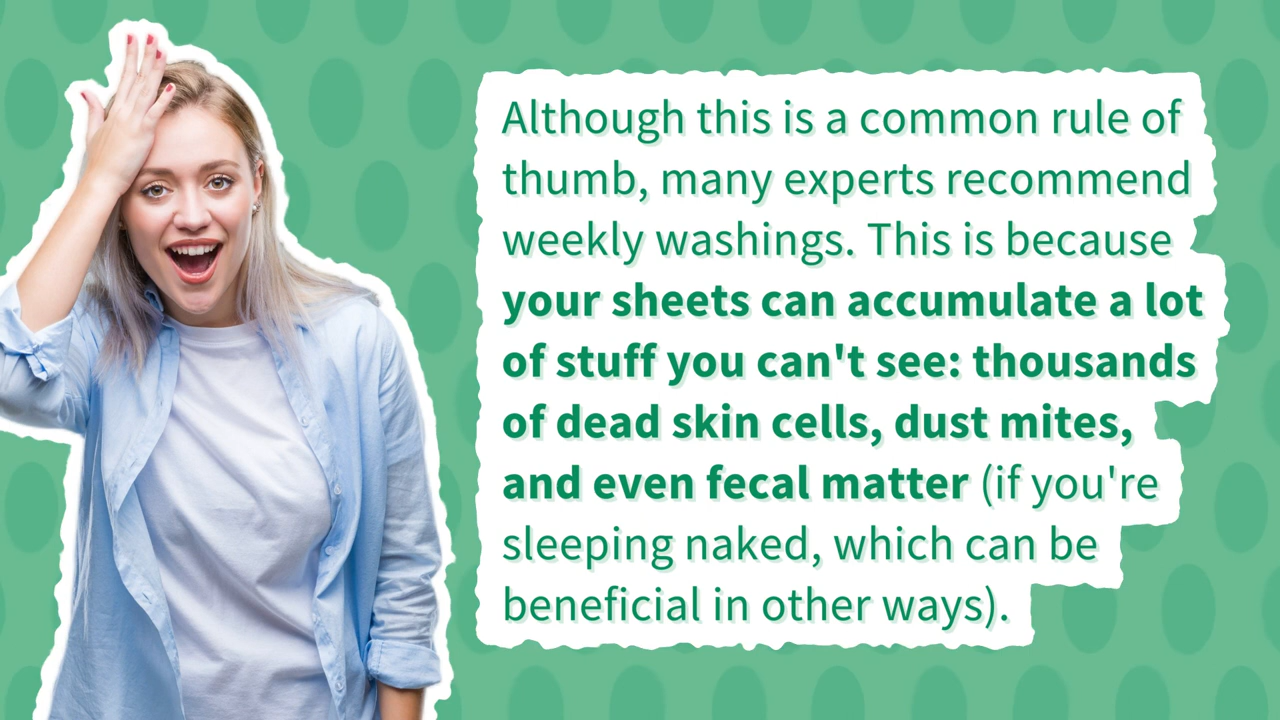 Although this is a common rule of
thumb, many experts recommend
weekly washings. This is because
your sheets can accumulate a lot
of stuff you can't see: thousands
of dead skin cells, dust mites,
and even fecal matter (if you're
sleeping naked, which can be
beneficial in other ways).